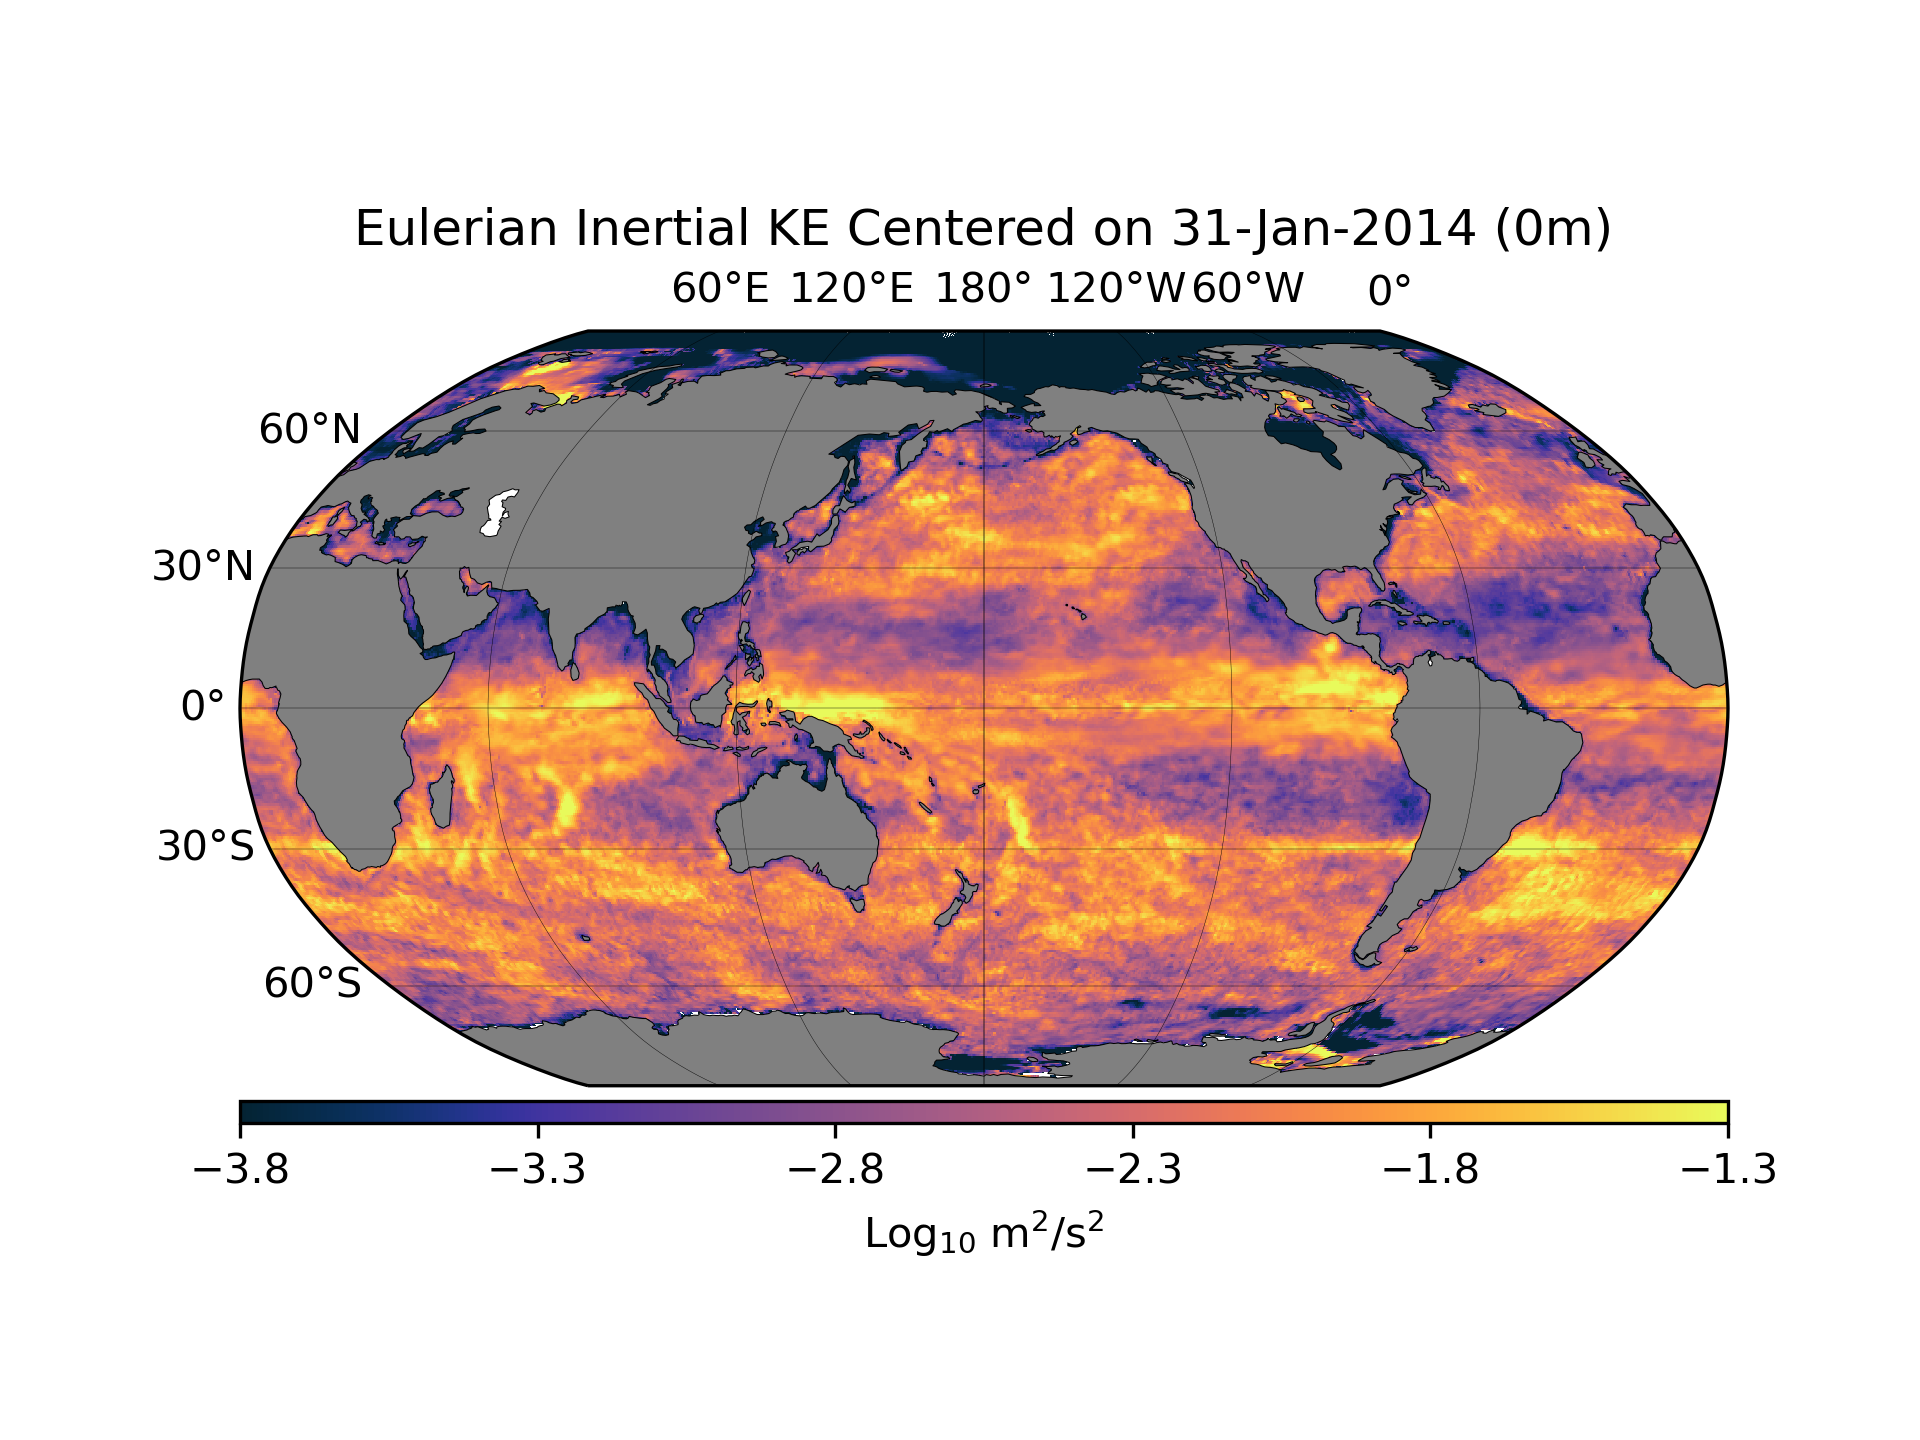 Eulerian Inertial KE Centered on 31-Jan-2014 (0m)
60°E 120°E 180° 120°W 60°W 0°
60°N
30°N
0°
30°S
60°S
−3.8 −3.3 −2.8 −2.3 −1.8 −1.3
Log₁₀ m²/s²